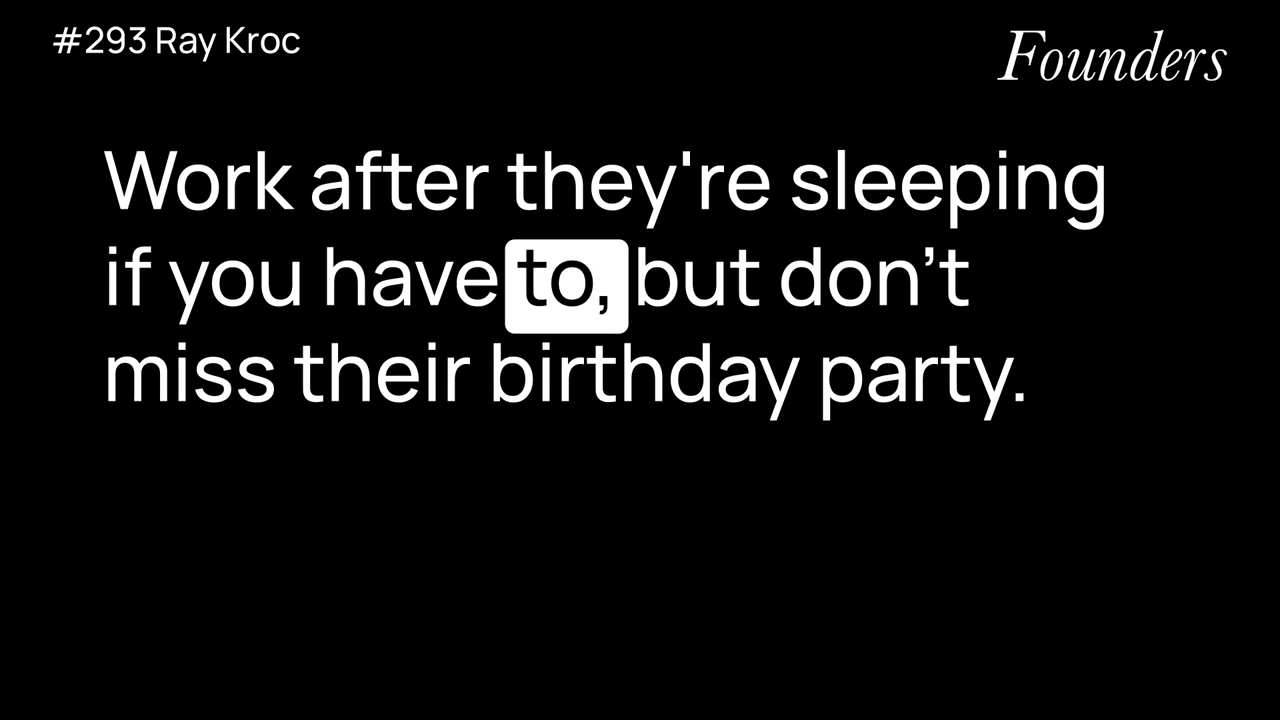 #293 Ray Kroc
Founders
Work after they're sleeping
if you have to, but don’t
miss their birthday party.